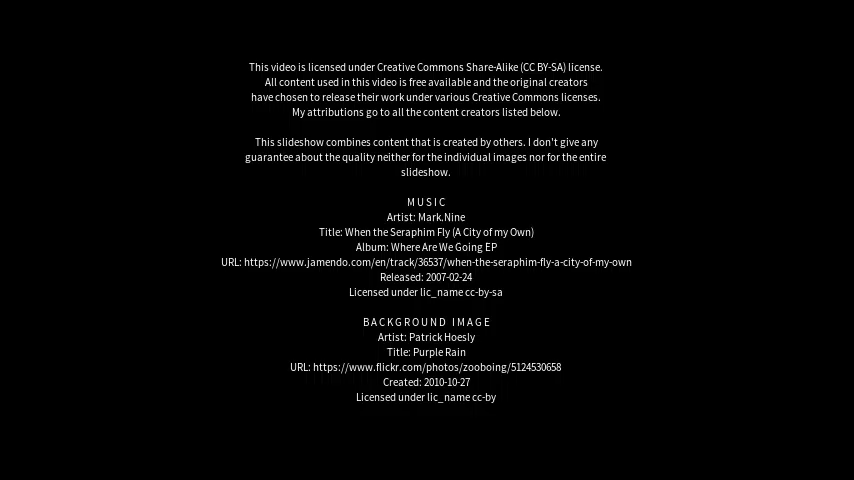 This video is licensed under Creative Commons Share-Alike (CC BY-SA) license.
All content used in this video is free available and the original creators
have chosen to release their work under various Creative Commons licenses.
My attributions go to all the content creators listed below.
This slideshow combines content that is created by others. I don't give any
guarantee about the quality neither for the individual images nor for the entire
slideshow.
MUSIC
Artist: Mark.Nine
Title: When the Seraphim Fly (A City of my Own)
Album: Where Are We Going EP
URL: https://www.jamendo.com/en/track/36537/when-the-seraphim-fly-a-city-of-my-own
Released: 2007-02-24
Licensed under lic_name cc-by-sa
BACKGROUND IMAGE
Artist: Patrick Hoesly
Title: Purple Rain
URL: https://www.flickr.com/photos/zooboing/5124530658
Created: 2010-10-27
Licensed under lic_name cc-by